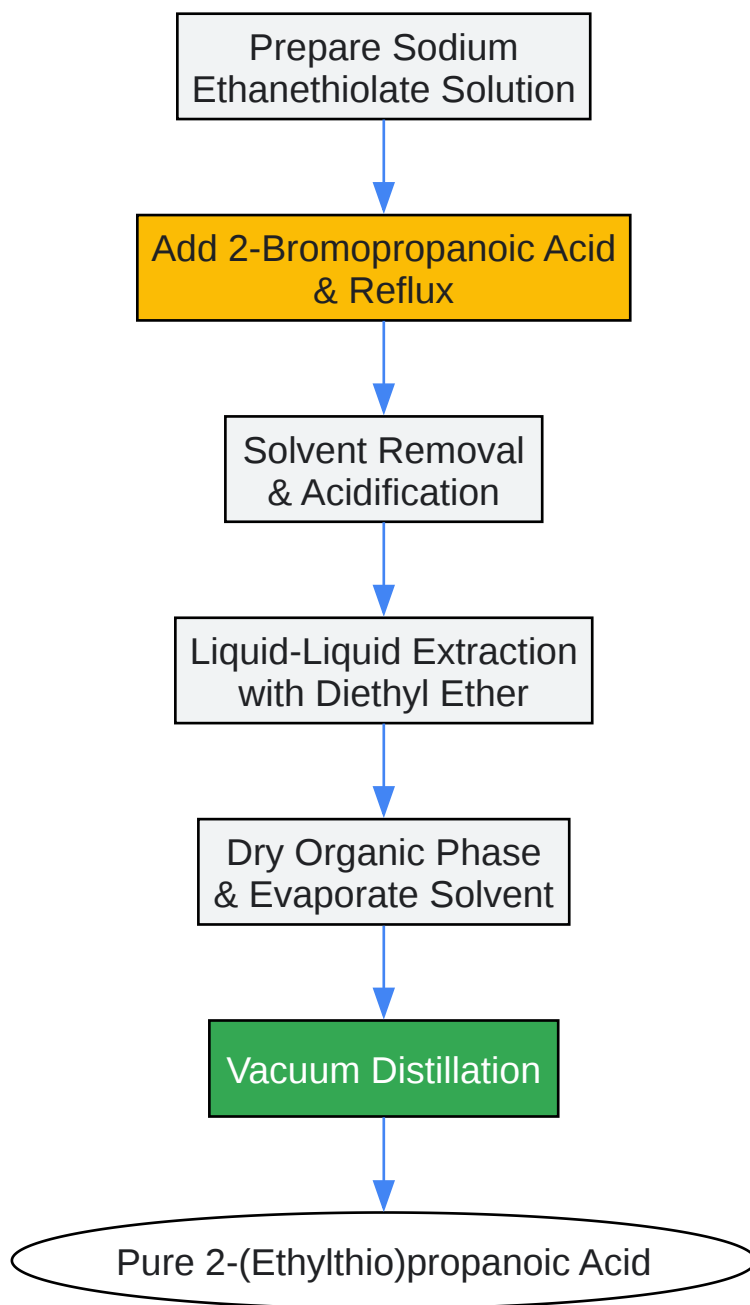 Prepare Sodium
Ethanethiolate Solution
Add 2-Bromopropanoic Acid
& Reflux
Solvent Removal
& Acidification
Liquid-Liquid Extraction
with Diethyl Ether
Dry Organic Phase
& Evaporate Solvent
Vacuum Distillation
Pure 2-(Ethylthio)propanoic Acid